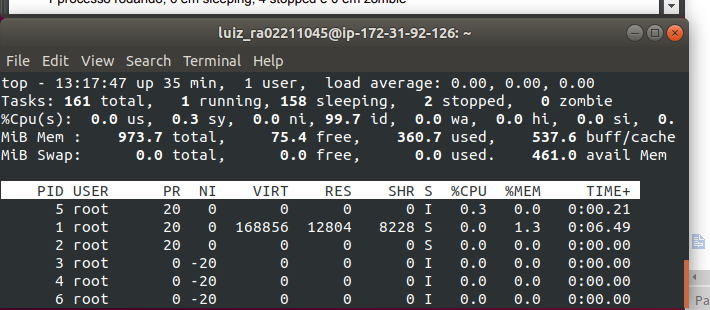 1 processo rodando, 0 em sleeping, 4 stopped e 0 em zombie
luiz_ra02211045@ip-172-31-92-126: ~
File Edit View Search Terminal Help
top - 13:17:47 up 35 min,  1 user,  load average: 0.00, 0.00, 0.00
Tasks: 161 total,   1 running, 158 sleeping,   2 stopped,   0 zombie
%Cpu(s):  0.0 us,  0.3 sy,  0.0 ni, 99.7 id,  0.0 wa,  0.0 hi,  0.0 si,  0.
MiB Mem :    973.7 total,     75.4 free,    360.7 used,    537.6 buff/cache
MiB Swap:      0.0 total,      0.0 free,      0.0 used.    461.0 avail Mem
PID USER      PR  NI    VIRT    RES    SHR S  %CPU  %MEM     TIME+
5 root      20   0       0      0      0 I   0.3   0.0   0:00.21
1 root      20   0  168856  12804   8228 S   0.0   1.3   0:06.49
2 root      20   0       0      0      0 S   0.0   0.0   0:00.00
3 root       0 -20       0      0      0 I   0.0   0.0   0:00.00
4 root       0 -20       0      0      0 I   0.0   0.0   0:00.00
6 root       0 -20       0      0      0 I   0.0   0.0   0:00.00
Pa